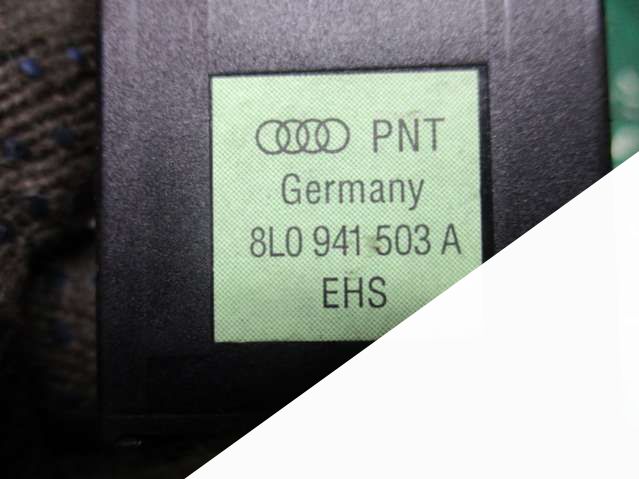 PNT
Germany
8L0 941 503 A
EHS